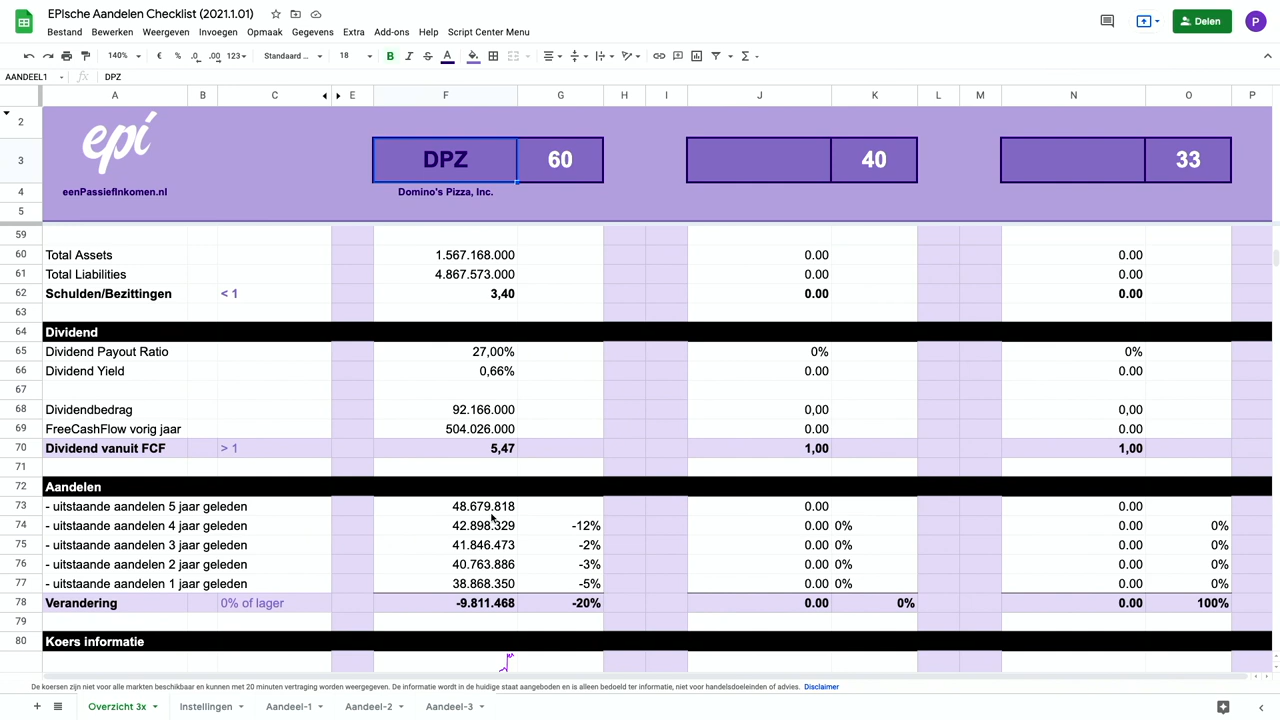 EPIsche Aandelen Checklist (2021.1.01)
Bestand Bewerken Weergeven Invoegen Opmaak Gegevens Extra Add-ons Help Script Center Menu
Delen
P
140% € % .0 .00 123 Standaard ... 18 B I S A Σ
AANDEEL1 fx DPZ
A B C E F G H I J K L M N O P
2 epi
3 DPZ 60 40 33
4 eenPassiefInkomen.nl Domino's Pizza, Inc.
5
59
60 Total Assets 1.567.168.000 0.00 0.00
61 Total Liabilities 4.867.573.000 0.00 0.00
62 Schulden/Bezittingen < 1 3,40 0.00 0.00
63
64 Dividend
65 Dividend Payout Ratio 27,00% 0% 0%
66 Dividend Yield 0,66% 0.00 0.00
67
68 Dividendbedrag 92.166.000 0,00 0,00
69 FreeCashFlow vorig jaar 504.026.000 0.00 0.00
70 Dividend vanuit FCF > 1 5,47 1,00 1,00
71
72 Aandelen
73 - uitstaande aandelen 5 jaar geleden 48.679.818 0.00 0.00
74 - uitstaande aandelen 4 jaar geleden 42.898.329 -12% 0.00 0% 0.00 0%
75 - uitstaande aandelen 3 jaar geleden 41.846.473 -2% 0.00 0% 0.00 0%
76 - uitstaande aandelen 2 jaar geleden 40.763.886 -3% 0.00 0% 0.00 0%
77 - uitstaande aandelen 1 jaar geleden 38.868.350 -5% 0.00 0% 0.00 0%
78 Verandering 0% of lager -9.811.468 -20% 0.00 0% 0.00 100%
79
80 Koers informatie
De koersen zijn niet voor alle markten beschikbaar en kunnen met 20 minuten vertraging worden weergegeven. De informatie wordt in de huidige staat aangeboden en is alleen bedoeld ter informatie, niet voor handelsdoeleinden of advies. Disclaimer
Overzicht 3x Instellingen Aandeel-1 Aandeel-2 Aandeel-3